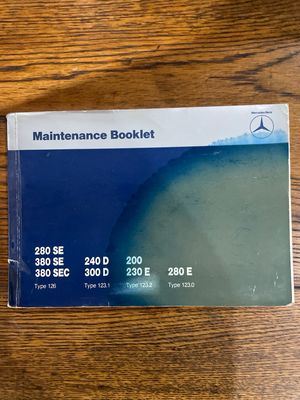 Mercedes-Benz
Maintenance Booklet
280 SE
380 SE 240 D 200
380 SEC 300 D 230 E 280 E
Type 126 Type 123.1 Type 123.2 Type 123.0